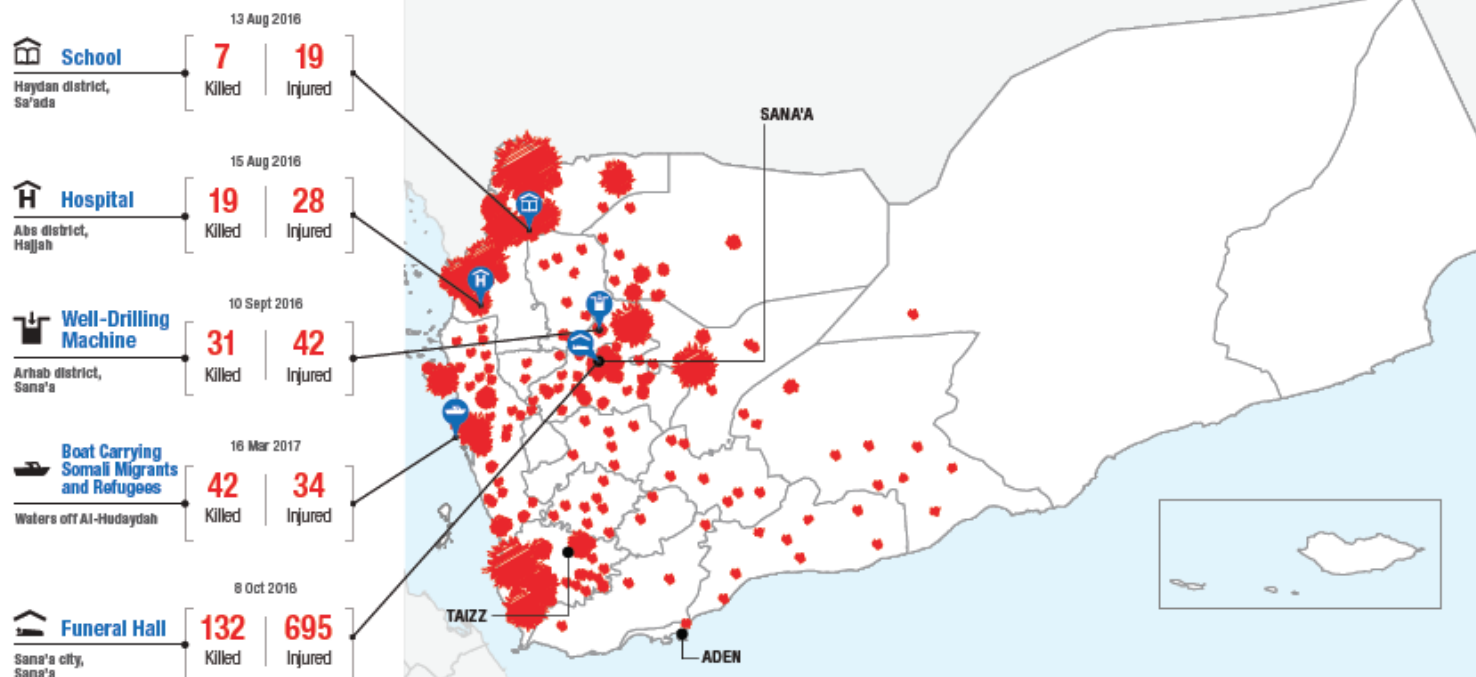 13 Aug 2016
School
7
19
Killed
Injured
Haydan district,
Sa'ada
15 Aug 2016
Hospital
19
28
Killed
Injured
Abs district,
Hajjah
10 Sept 2016
Well-Drilling
Machine
31
42
Killed
Injured
Arhab district,
Sana'a
16 Mar 2017
Boat Carrying
Somali Migrants
and Refugees
42
34
Killed
Injured
Waters off Al-Hudaydah
8 Oct 2016
Funeral Hall
132
695
Killed
Injured
Sana'a city,
Sana'a
SANA'A
TAIZZ
ADEN